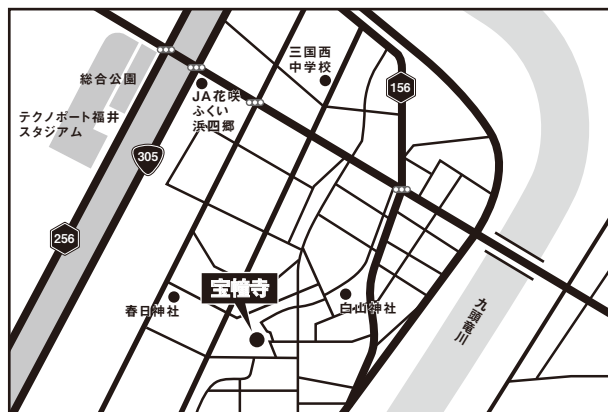 三国西
中学校
総合公園
156
JA花咲
ふくい
浜四郷
テクノポート福井
スタジアム
305
256
宝幢寺
春日神社
白山神社
九頭竜川